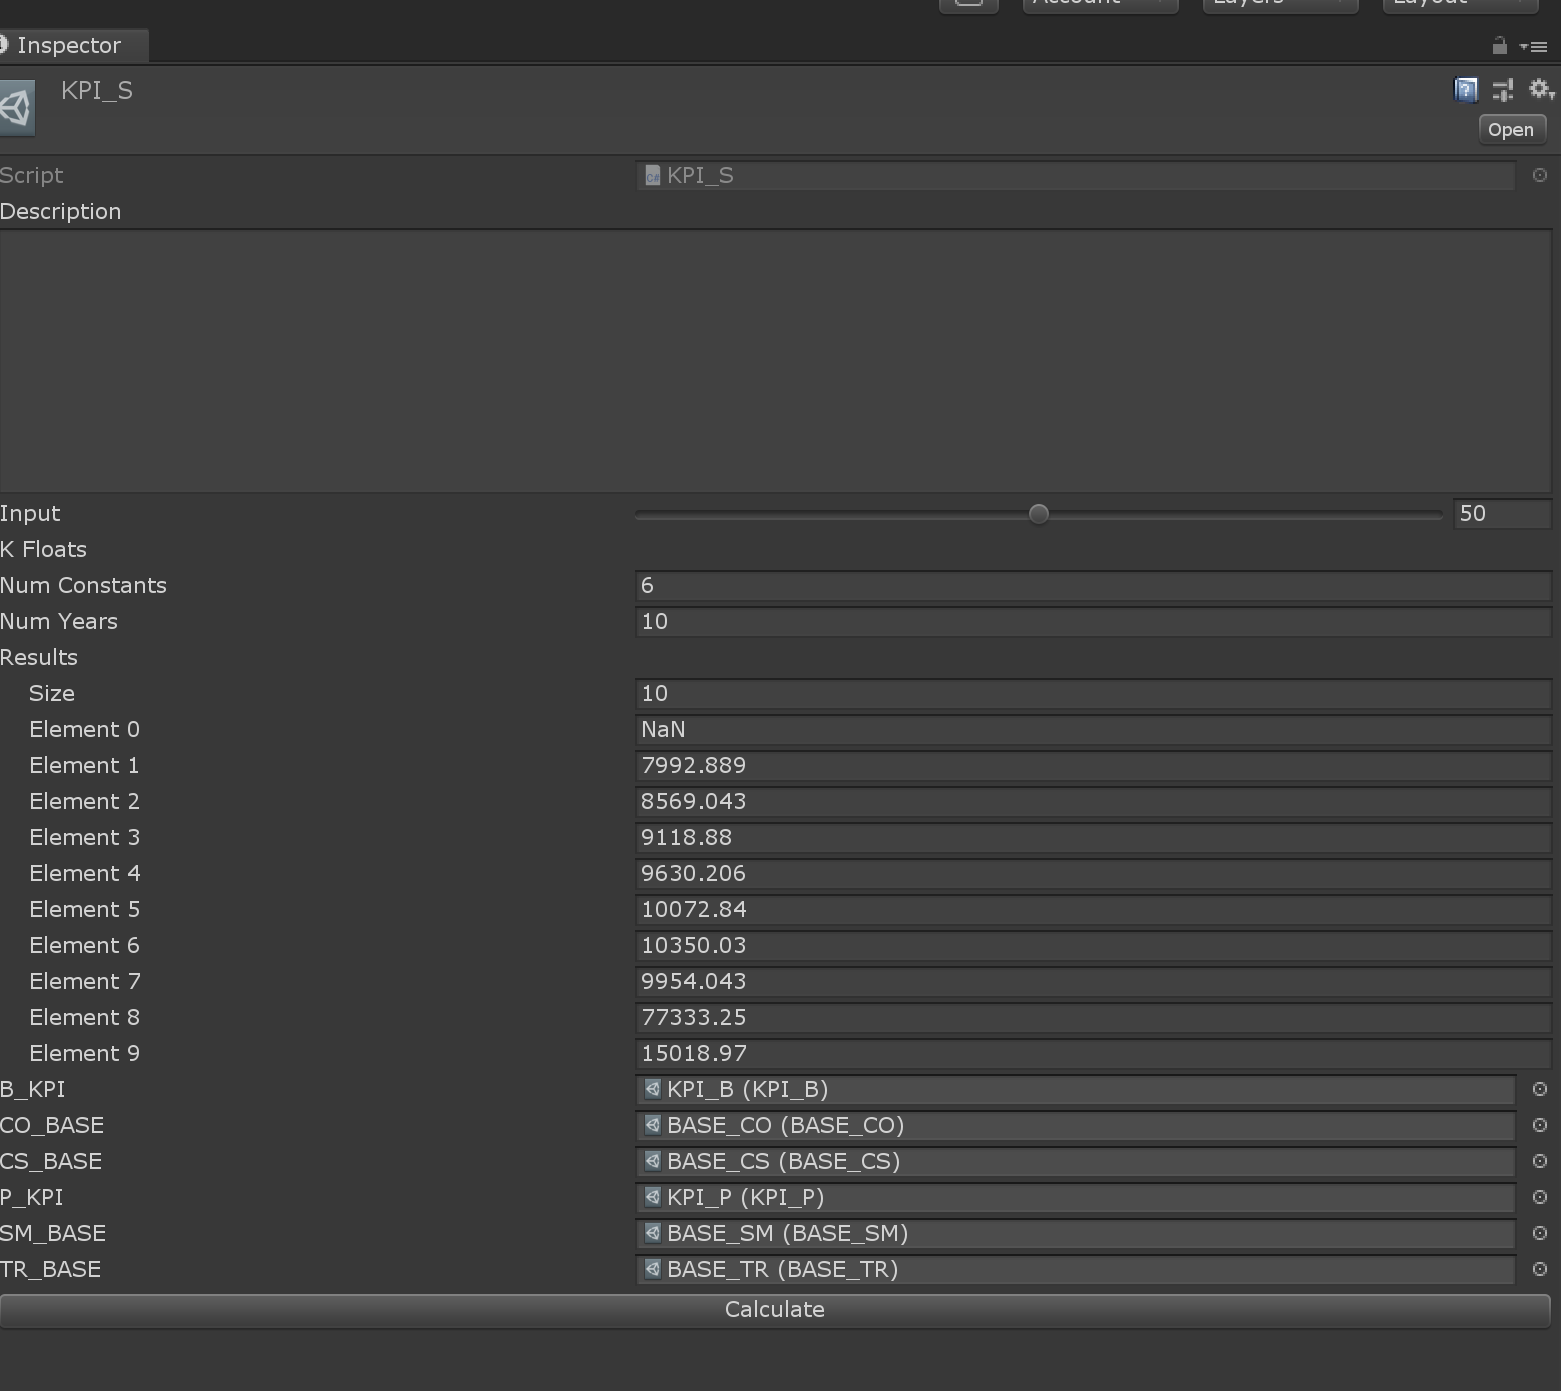 Account Layers Layout
Inspector
KPI_S
Open
Script KPI_S
Description
Input 50
K Floats
Num Constants 6
Num Years 10
Results
Size 10
Element 0 NaN
Element 1 7992.889
Element 2 8569.043
Element 3 9118.88
Element 4 9630.206
Element 5 10072.84
Element 6 10350.03
Element 7 9954.043
Element 8 77333.25
Element 9 15018.97
B_KPI KPI_B (KPI_B)
CO_BASE BASE_CO (BASE_CO)
CS_BASE BASE_CS (BASE_CS)
P_KPI KPI_P (KPI_P)
SM_BASE BASE_SM (BASE_SM)
TR_BASE BASE_TR (BASE_TR)
Calculate